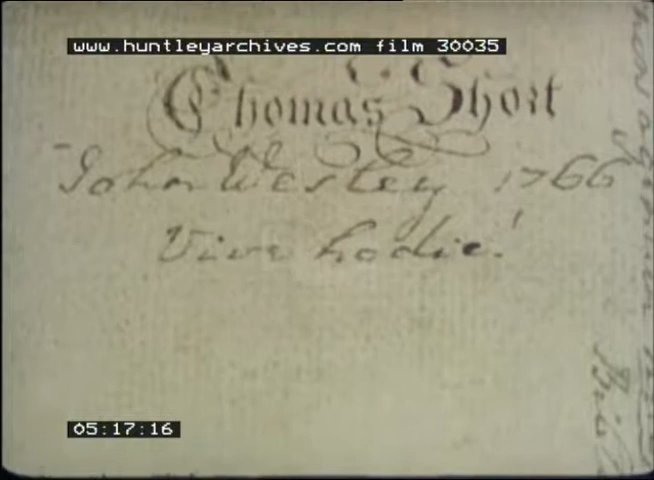 www.huntleyarchives.com film 30035
Thomas Short
John Wesley 1766
Vive hodie!
05:17:16